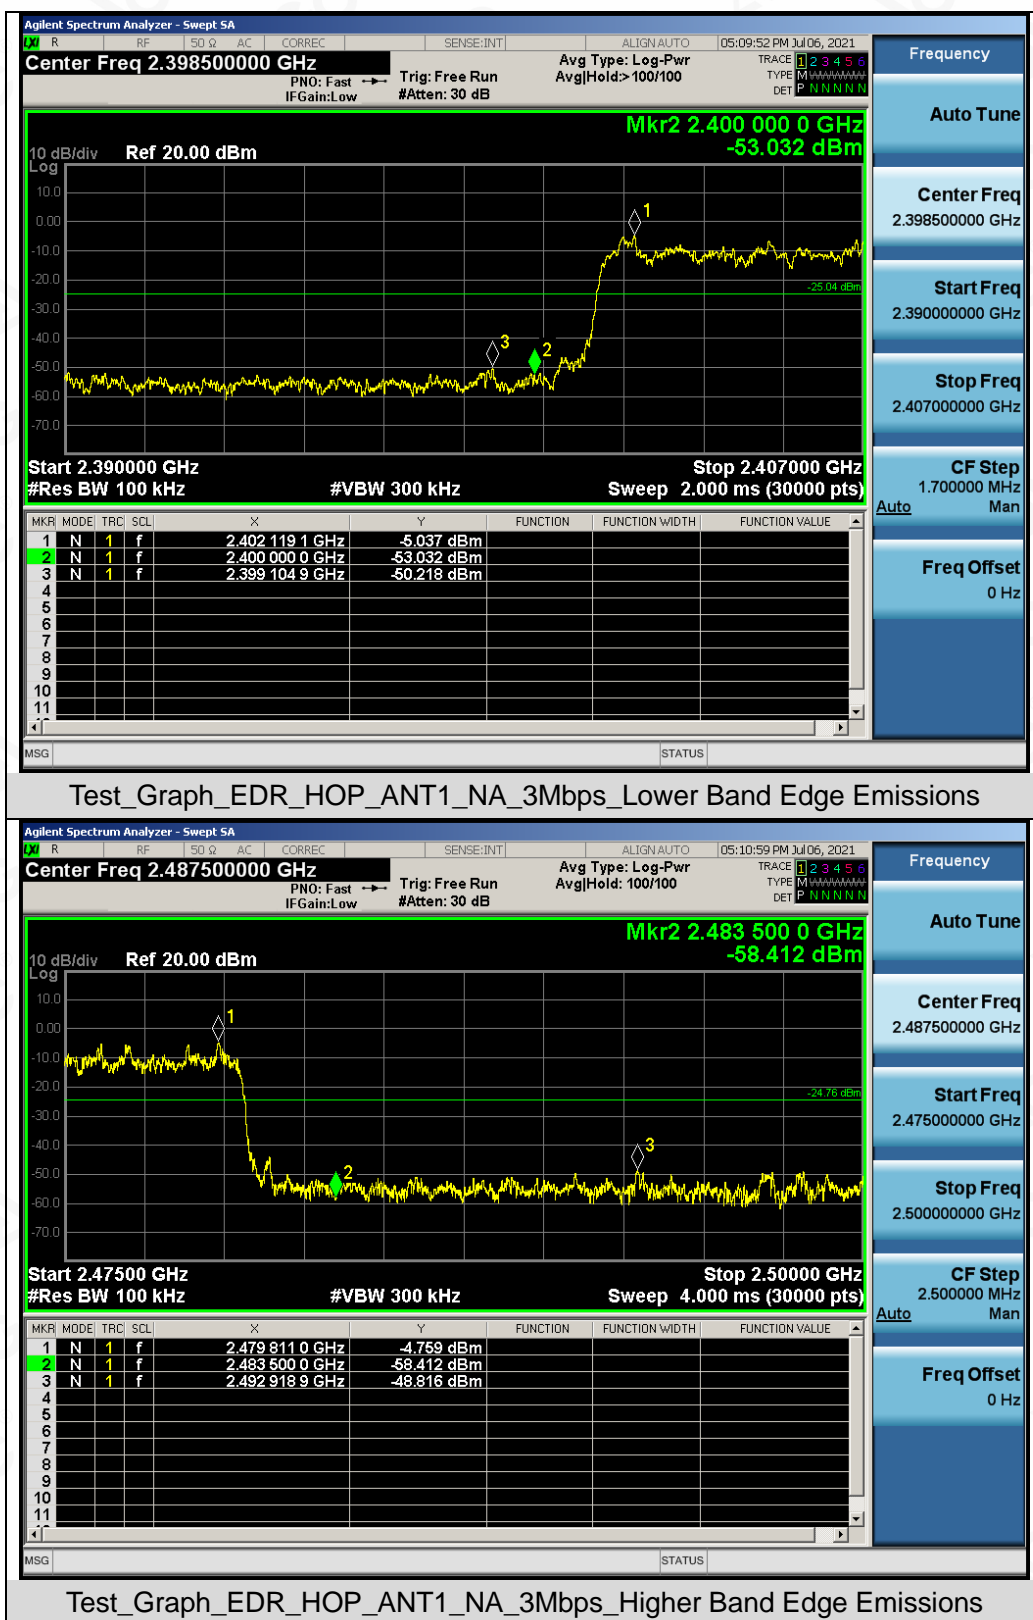 Agilent Spectrum Analyzer - Swept SA
LXI R RF 50 Ω AC CORREC SENSE:INT ALIGN AUTO 05:09:52 PM Jul 06, 2021
Center Freq 2.398500000 GHz
PNO: Fast
IFGain:Low
Trig: Free Run
#Atten: 30 dB
Avg Type: Log-Pwr
Avg|Hold:>100/100
TRACE 1 2 3 4 5 6
TYPE M WWWWW
DET P N N N N N
Mkr2 2.400 000 0 GHz
-53.032 dBm
10 dB/div Ref 20.00 dBm
Log
10.0
0.00
-10.0
-20.0
-30.0
-40.0
-50.0
-60.0
-70.0
1
-25.04 dBm
3
2
Start 2.390000 GHz Stop 2.407000 GHz
#Res BW 100 kHz #VBW 300 kHz Sweep 2.000 ms (30000 pts)
MKR MODE TRC SCL X Y FUNCTION FUNCTION WIDTH FUNCTION VALUE
1 N 1 f 2.402 119 1 GHz -5.037 dBm
2 N 1 f 2.400 000 0 GHz -53.032 dBm
3 N 1 f 2.399 104 9 GHz -50.218 dBm
4
5
6
7
8
9
10
11
MSG STATUS
Frequency
Auto Tune
Center Freq
2.398500000 GHz
Start Freq
2.390000000 GHz
Stop Freq
2.407000000 GHz
CF Step
1.700000 MHz
Auto Man
Freq Offset
0 Hz
Test_Graph_EDR_HOP_ANT1_NA_3Mbps_Lower Band Edge Emissions
Agilent Spectrum Analyzer - Swept SA
LXI R RF 50 Ω AC CORREC SENSE:INT ALIGN AUTO 05:10:59 PM Jul 06, 2021
Center Freq 2.487500000 GHz
PNO: Fast
IFGain:Low
Trig: Free Run
#Atten: 30 dB
Avg Type: Log-Pwr
Avg|Hold: 100/100
TRACE 1 2 3 4 5 6
TYPE M WWWWW
DET P N N N N N
Mkr2 2.483 500 0 GHz
-58.412 dBm
10 dB/div Ref 20.00 dBm
Log
10.0
0.00
-10.0
-20.0
-30.0
-40.0
-50.0
-60.0
-70.0
1
-24.76 dBm
3
2
Start 2.47500 GHz Stop 2.50000 GHz
#Res BW 100 kHz #VBW 300 kHz Sweep 4.000 ms (30000 pts)
MKR MODE TRC SCL X Y FUNCTION FUNCTION WIDTH FUNCTION VALUE
1 N 1 f 2.479 811 0 GHz -4.759 dBm
2 N 1 f 2.483 500 0 GHz -58.412 dBm
3 N 1 f 2.492 918 9 GHz -48.816 dBm
4
5
6
7
8
9
10
11
MSG STATUS
Frequency
Auto Tune
Center Freq
2.487500000 GHz
Start Freq
2.475000000 GHz
Stop Freq
2.500000000 GHz
CF Step
2.500000 MHz
Auto Man
Freq Offset
0 Hz
Test_Graph_EDR_HOP_ANT1_NA_3Mbps_Higher Band Edge Emissions